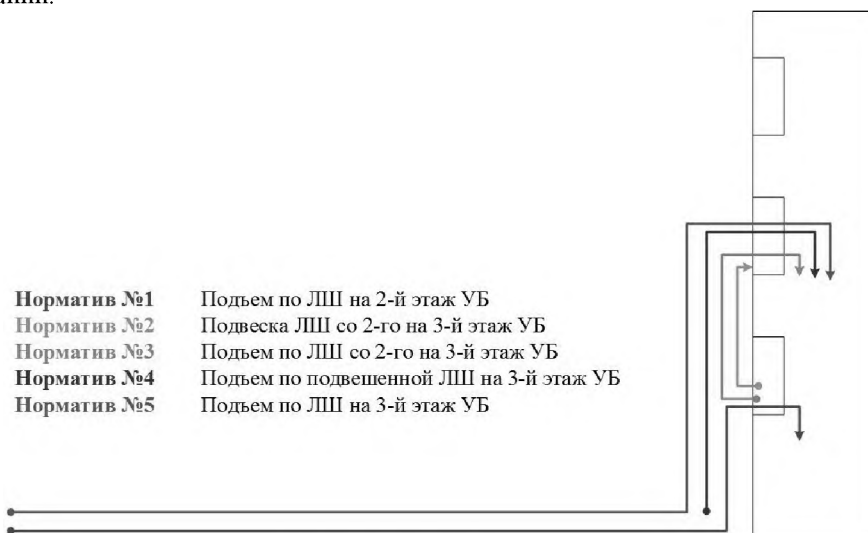 Норматив №1 Подъем по ЛШ на 2-й этаж УБ
Норматив №2 Подвеска ЛШ со 2-го на 3-й этаж УБ
Норматив №3 Подъем по ЛШ со 2-го на 3-й этаж УБ
Норматив №4 Подъем по подвешенной ЛШ на 3-й этаж УБ
Норматив №5 Подъем по ЛШ на 3-й этаж УБ